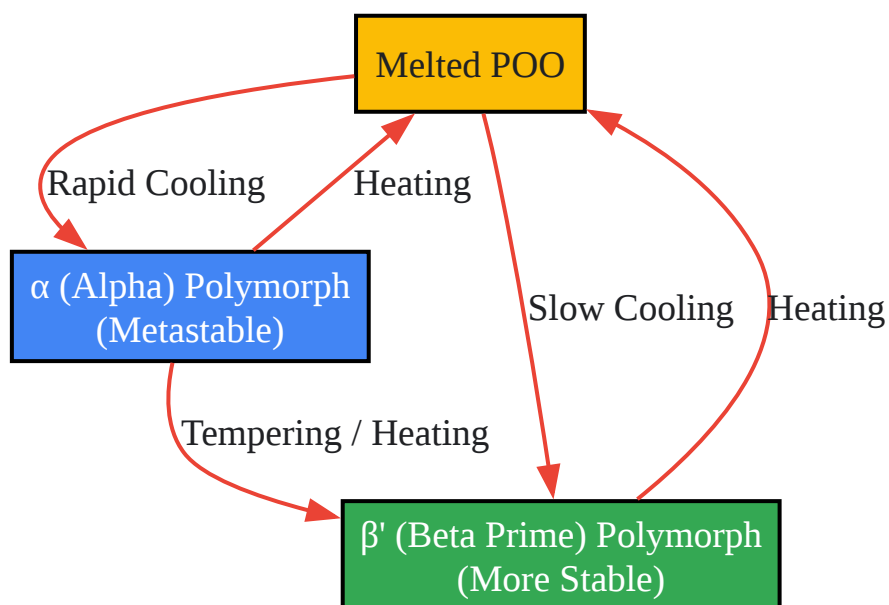 Melted POO
Rapid Cooling
Heating
α (Alpha) Polymorph
(Metastable)
Slow Cooling
Heating
Tempering / Heating
β' (Beta Prime) Polymorph
(More Stable)